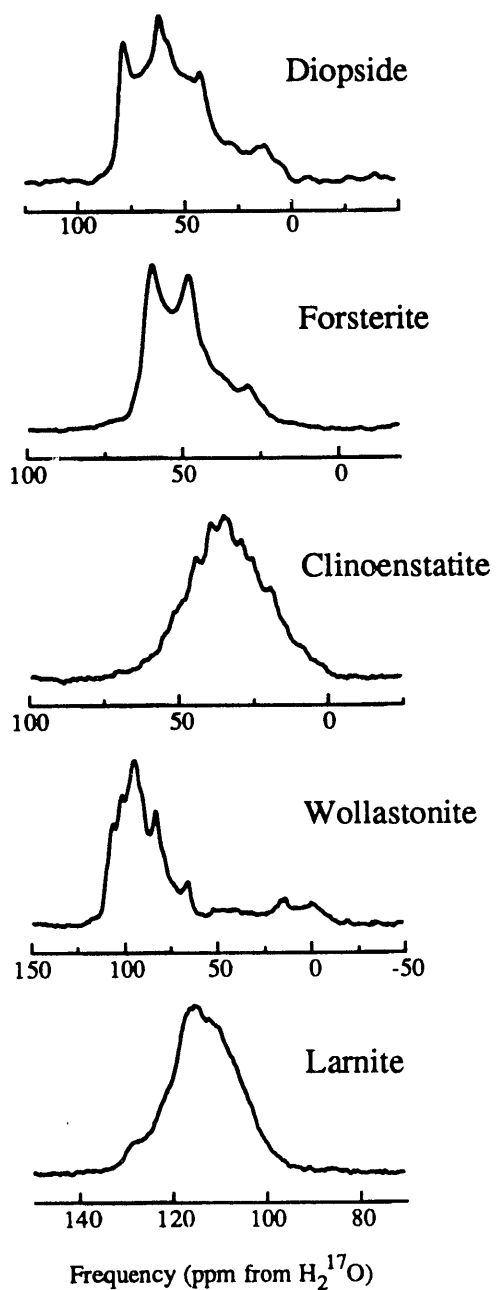 Diopside
100 50 0
Forsterite
100 50 0
Clinoenstatite
100 50 0
Wollastonite
150 100 50 0 -50
Larnite
140 120 100 80
Frequency (ppm from H₂¹⁷O)